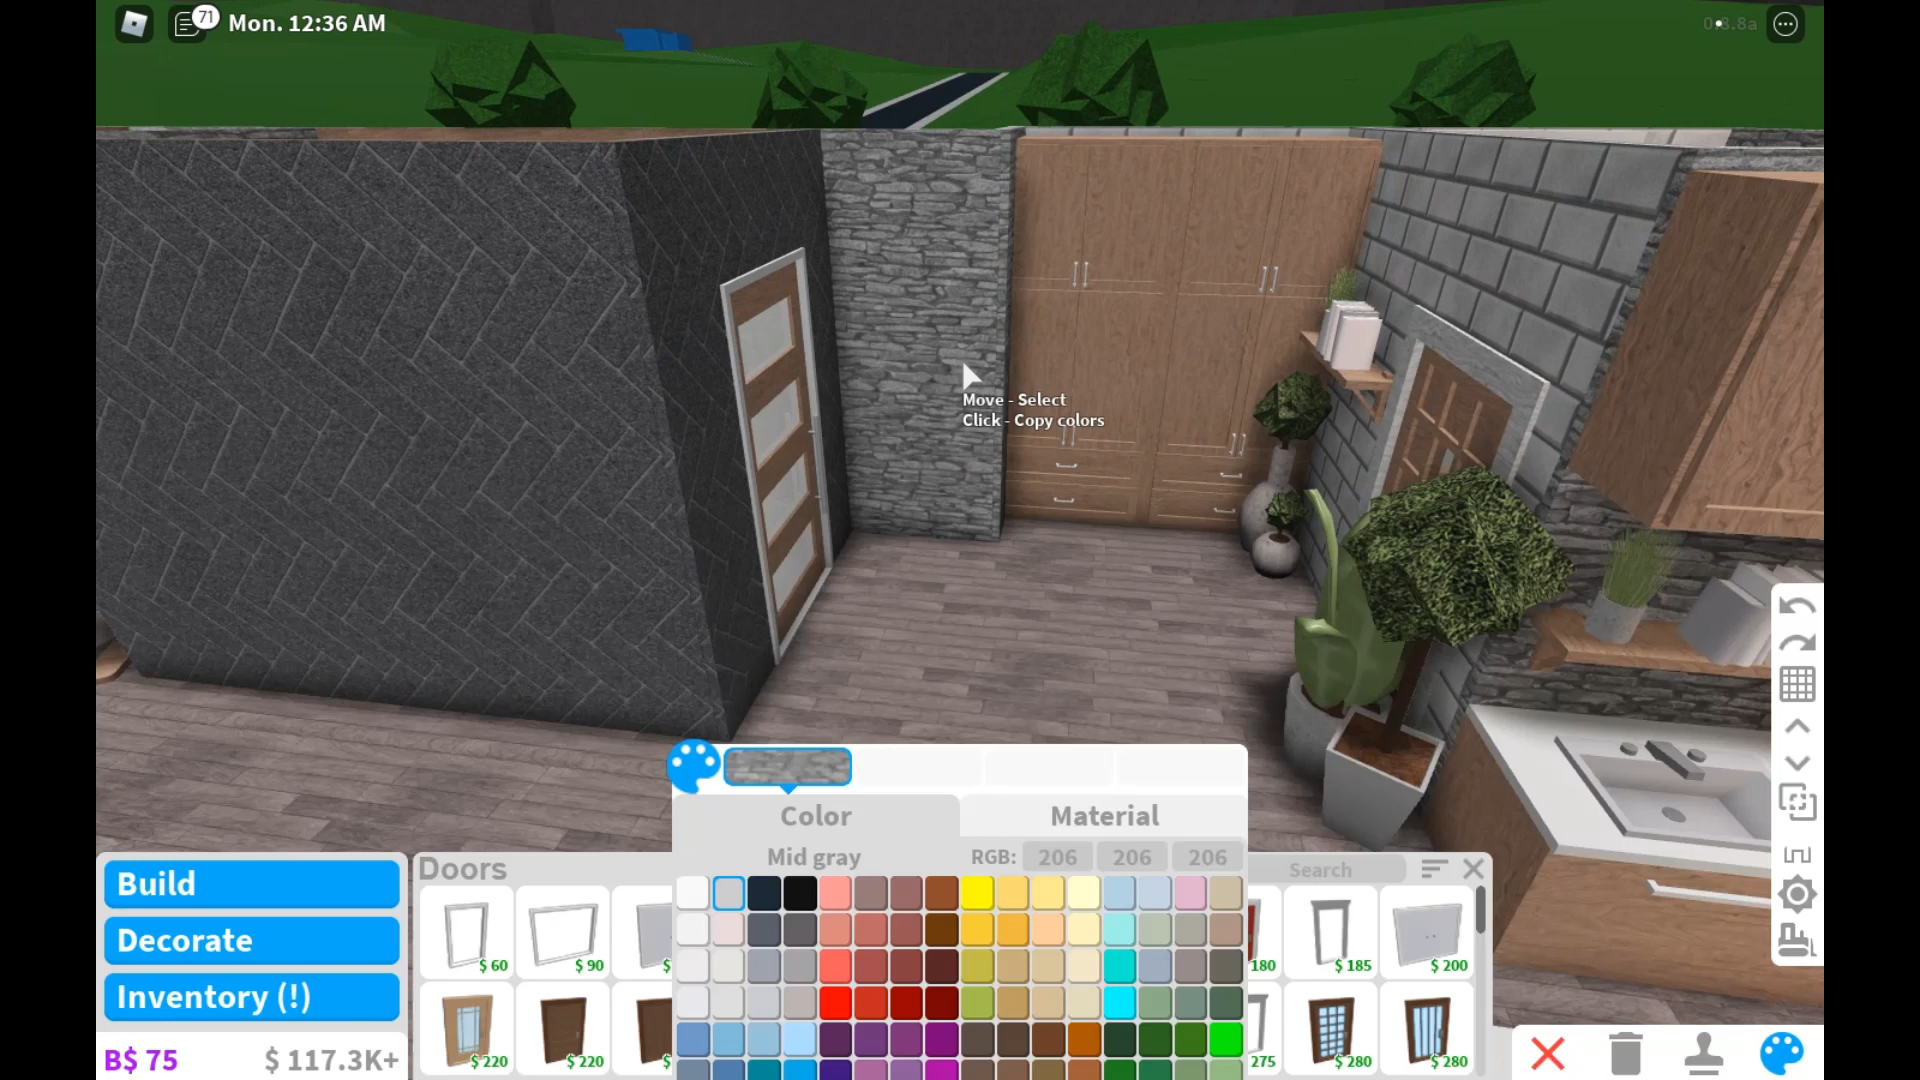 71
Mon. 12:36 AM
Move - Select
Click - Copy colors
Color
Material
Mid gray
RGB: 206 206 206
Build
Decorate
Inventory (!)
B$ 75
$ 117.3K+
Doors
Search
$ 60
$ 90
$
180
$ 185
$ 200
$ 220
$ 220
$
275
$ 280
$ 280